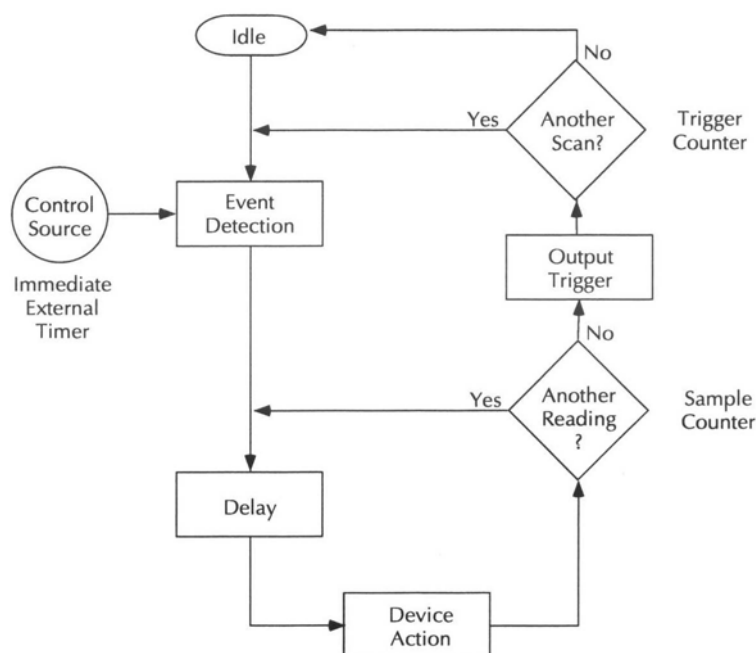 Idle
No
Yes
Another
Scan?
Trigger
Counter
Control
Source
Event
Detection
Immediate
External
Timer
Output
Trigger
No
Yes
Another
Reading
?
Sample
Counter
Delay
Device
Action